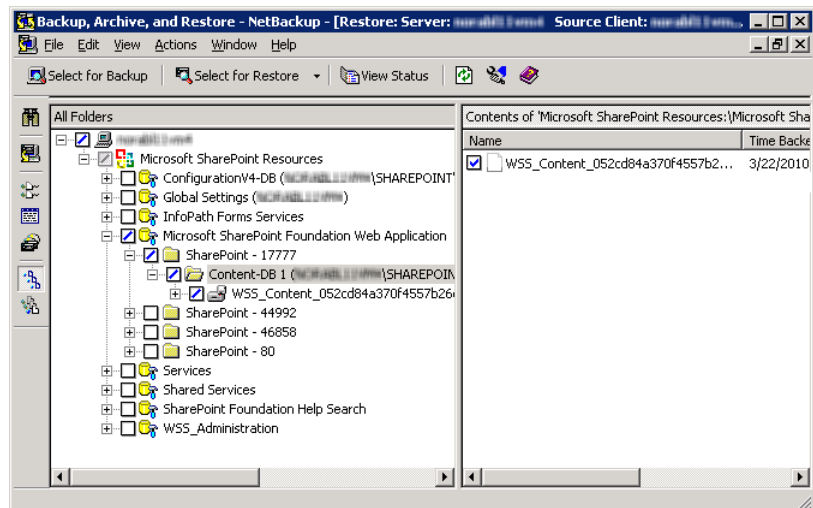 Backup, Archive, and Restore - NetBackup - [Restore: Server: Source Client:
File Edit View Actions Window Help
Select for Backup Select for Restore View Status
All Folders
Contents of 'Microsoft SharePoint Resources:\Microsoft Sha
Name Time Backe
Microsoft SharePoint Resources
ConfigurationV4-DB ( \SHAREPOINT
Global Settings ( )
InfoPath Forms Services
Microsoft SharePoint Foundation Web Application
SharePoint - 17777
Content-DB 1 ( \SHAREPOIN
WSS_Content_052cd84a370f4557b26
SharePoint - 44992
SharePoint - 46858
SharePoint - 80
Services
Shared Services
SharePoint Foundation Help Search
WSS_Administration
WSS_Content_052cd84a370f4557b2... 3/22/2010